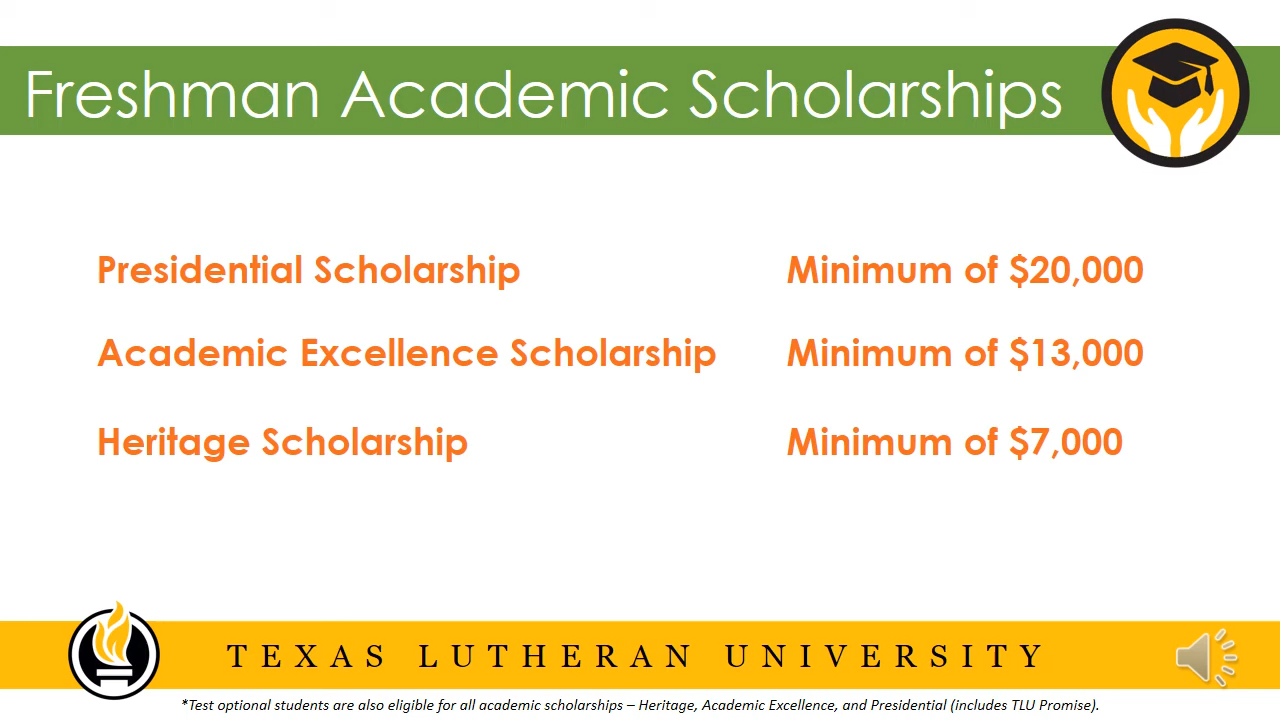 Freshman Academic Scholarships
Presidential Scholarship Minimum of $20,000
Academic Excellence Scholarship Minimum of $13,000
Heritage Scholarship Minimum of $7,000
TEXAS LUTHERAN UNIVERSITY
*Test optional students are also eligible for all academic scholarships – Heritage, Academic Excellence, and Presidential (includes TLU Promise).